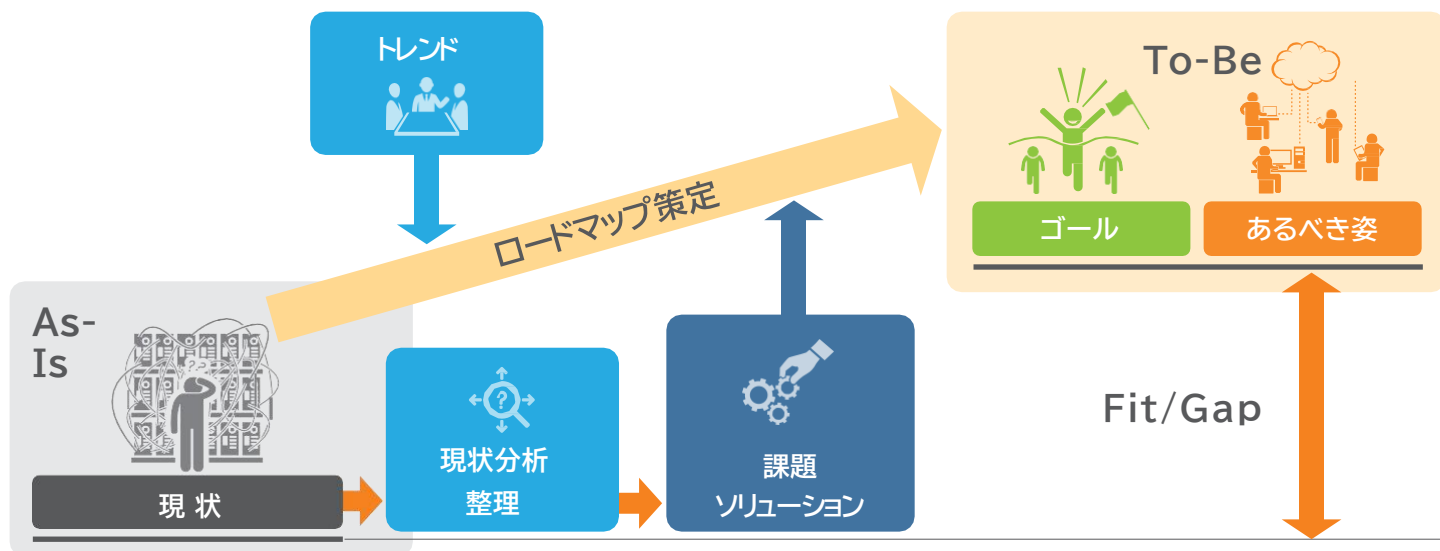 トレンド
To-Be
ロードマップ策定
ゴール
あるべき姿
As-
Is
??
?
現状分析
整理
課題
ソリューション
Fit/Gap
現 状